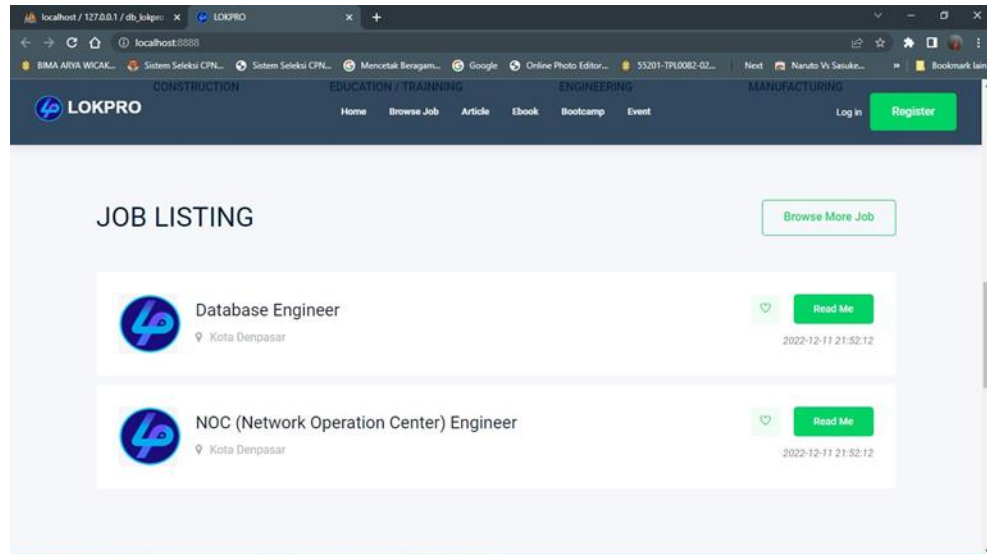 localhost / 127.0.0.1 / db_lokpro
LOKPRO
localhost:8888
BIMA ARYA WICAK...
Sistem Seleksi CPN...
Sistem Seleksi CPN...
Mencetak Beragam...
Google
Online Photo Editor...
55201-TPL0082-02...
Next
Naruto Vs Sasuke...
»
Bookmark lain
CONSTRUCTION
EDUCATION / TRAINNING
ENGINEERING
MANUFACTURING
LOKPRO
Home
Browse Job
Article
Ebook
Bootcamp
Event
Log in
Register
JOB LISTING
Browse More Job
Database Engineer
Read Me
Kota Denpasar
2022-12-11 21:52:12
NOC (Network Operation Center) Engineer
Read Me
Kota Denpasar
2022-12-11 21:52:12